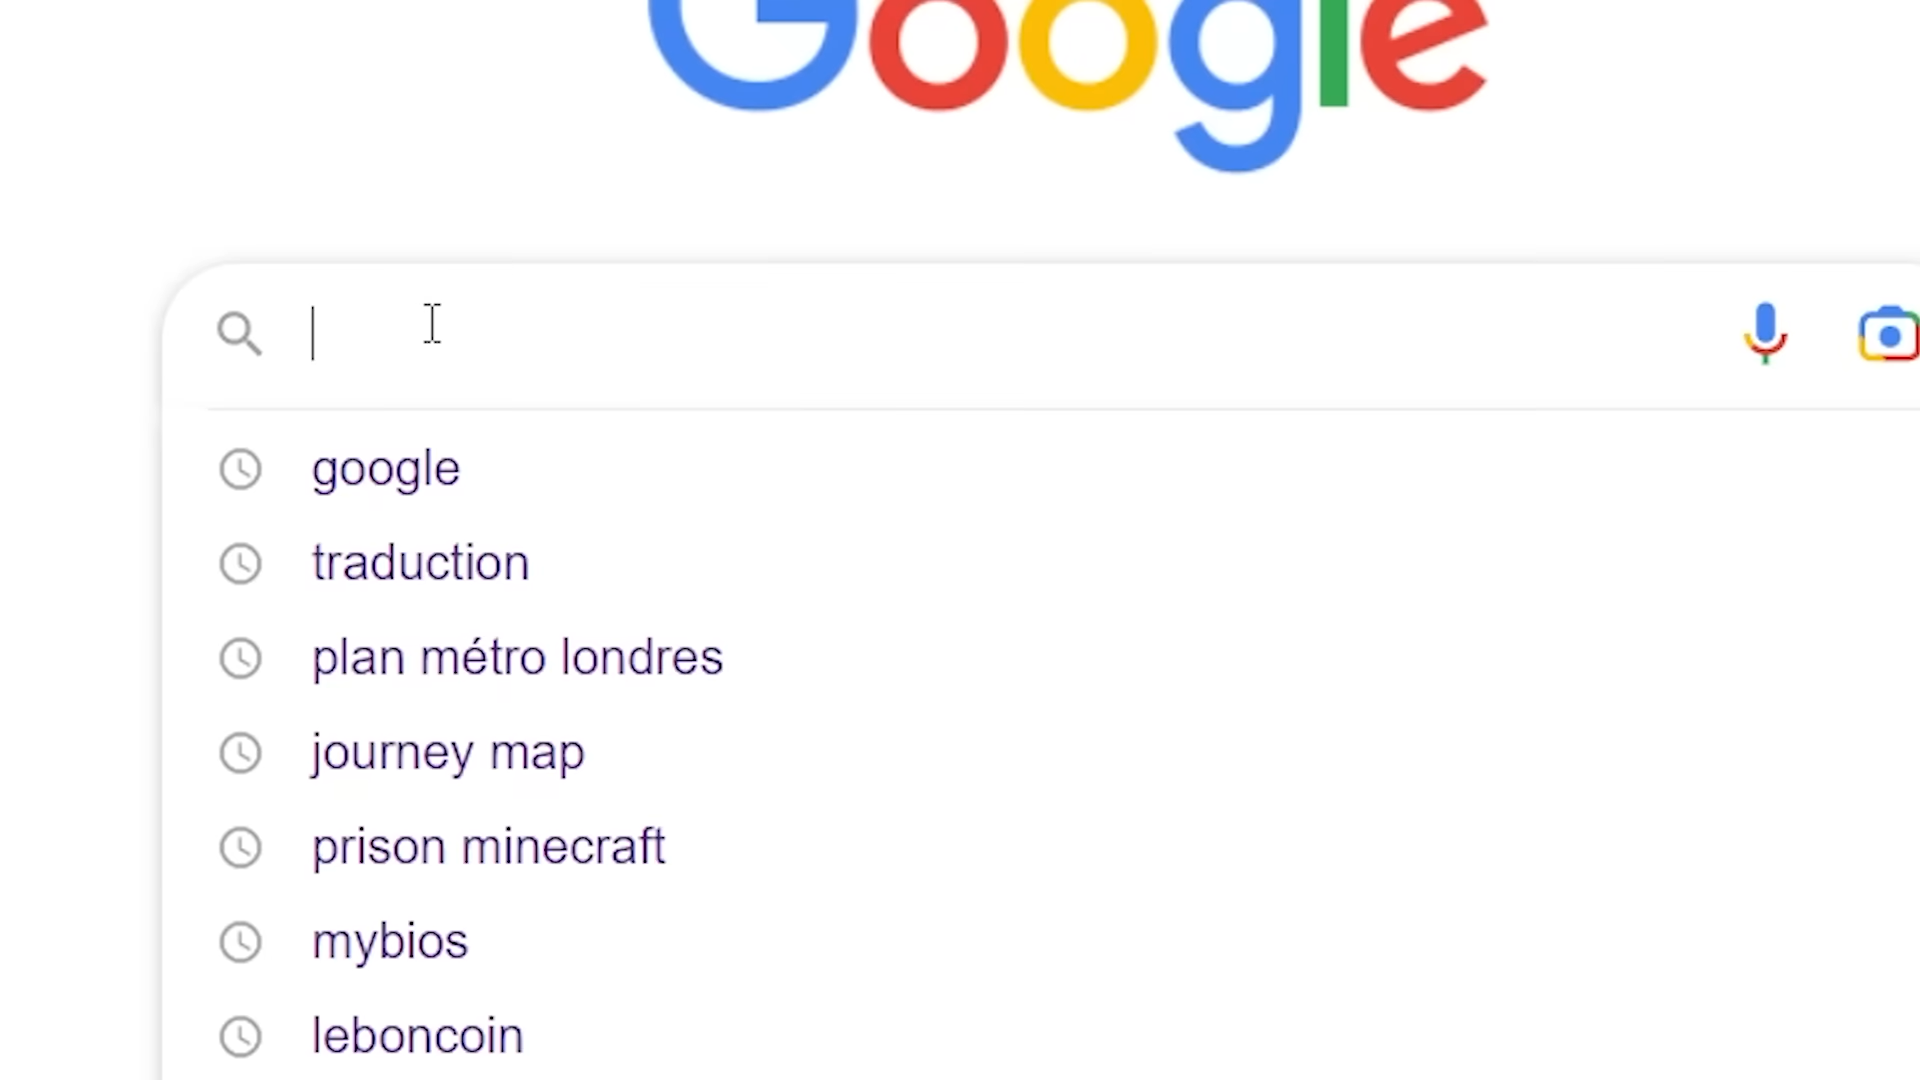 Google
google
traduction
plan métro londres
journey map
prison minecraft
mybios
leboncoin